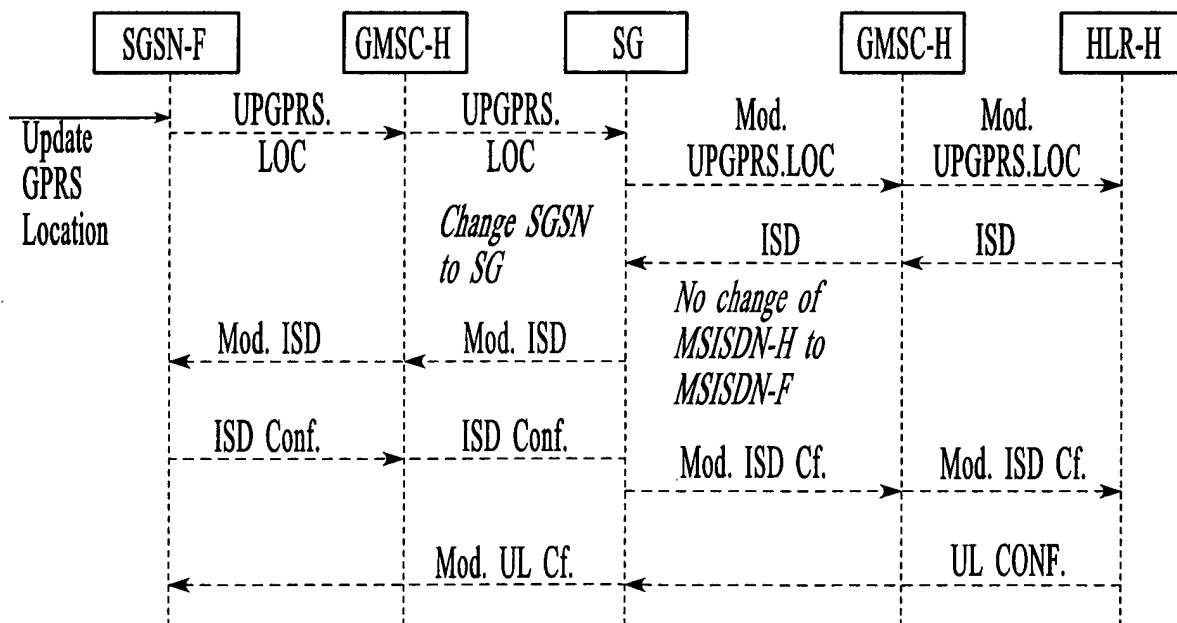 SGSN-F
GMSC-H
SG
GMSC-H
HLR-H
Update
GPRS
Location
UPGPRS.
LOC
UPGPRS.
LOC
Mod.
UPGPRS.LOC
Mod.
UPGPRS.LOC
Change SGSN
to SG
ISD
ISD
No change of
MSISDN-H to
MSISDN-F
Mod. ISD
Mod. ISD
ISD Conf.
ISD Conf.
Mod. ISD Cf.
Mod. ISD Cf.
Mod. UL Cf.
UL CONF.